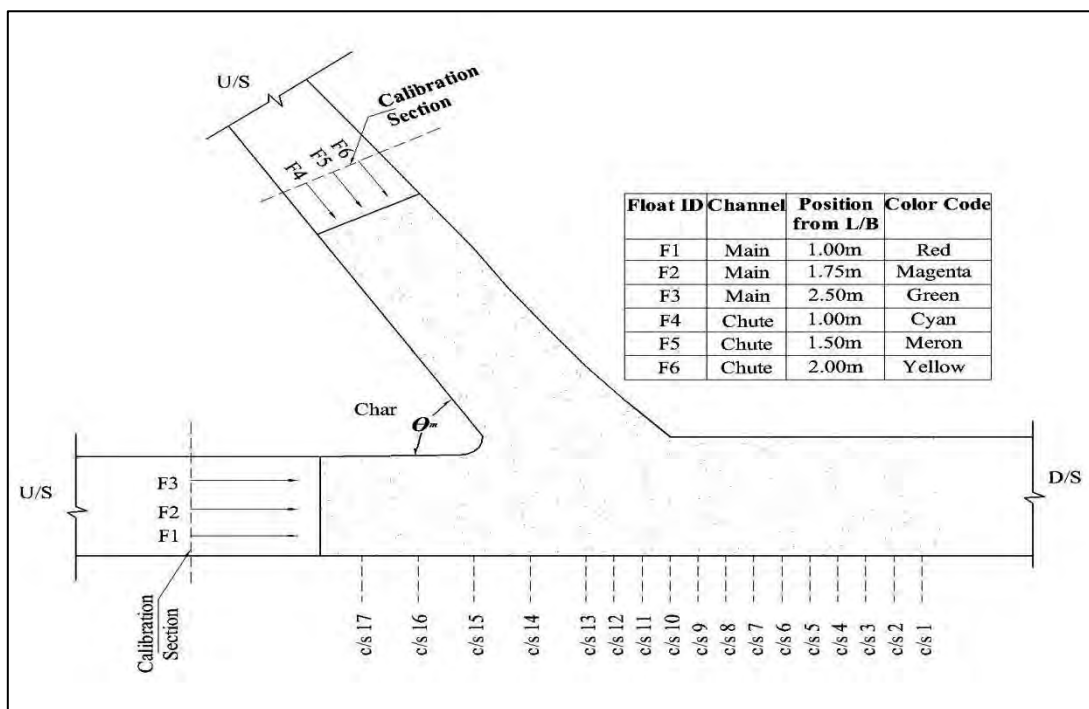 U/S
Calibration
Section
F6
F5
F4
Float ID Channel Position from L/B Color Code
F1 Main 1.00m Red
F2 Main 1.75m Magenta
F3 Main 2.50m Green
F4 Chute 1.00m Cyan
F5 Chute 1.50m Meron
F6 Chute 2.00m Yellow
Char
Θm
U/S
F3
F2
F1
D/S
Calibration
Section
c/s 17
c/s 16
c/s 15
c/s 14
c/s 13
c/s 12
c/s 11
c/s 10
c/s 9
c/s 8
c/s 7
c/s 6
c/s 5
c/s 4
c/s 3
c/s 2
c/s 1